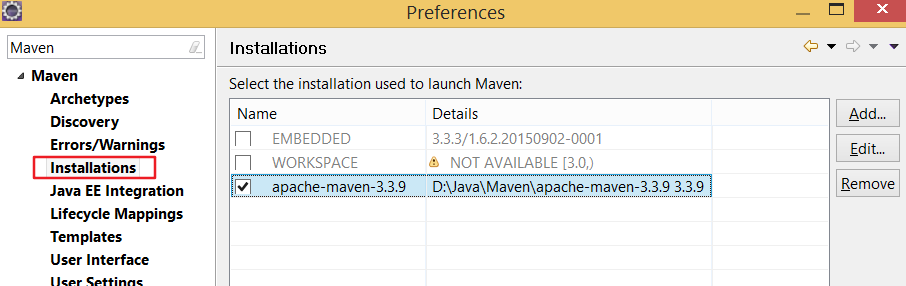 Preferences
Maven
Maven
Archetypes
Discovery
Errors/Warnings
Installations
Java EE Integration
Lifecycle Mappings
Templates
User Interface
User Settings
Installations
Select the installation used to launch Maven:
Name Details
EMBEDDED 3.3.3/1.6.2.20150902-0001
WORKSPACE NOT AVAILABLE [3.0,)
apache-maven-3.3.9 D:\Java\Maven\apache-maven-3.3.9 3.3.9
Add...
Edit...
Remove